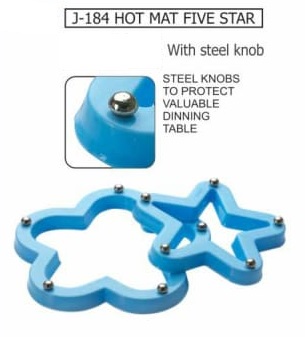 J-184 HOT MAT FIVE STAR
With steel knob
STEEL KNOBS
TO PROTECT
VALUABLE
DINNING
TABLE